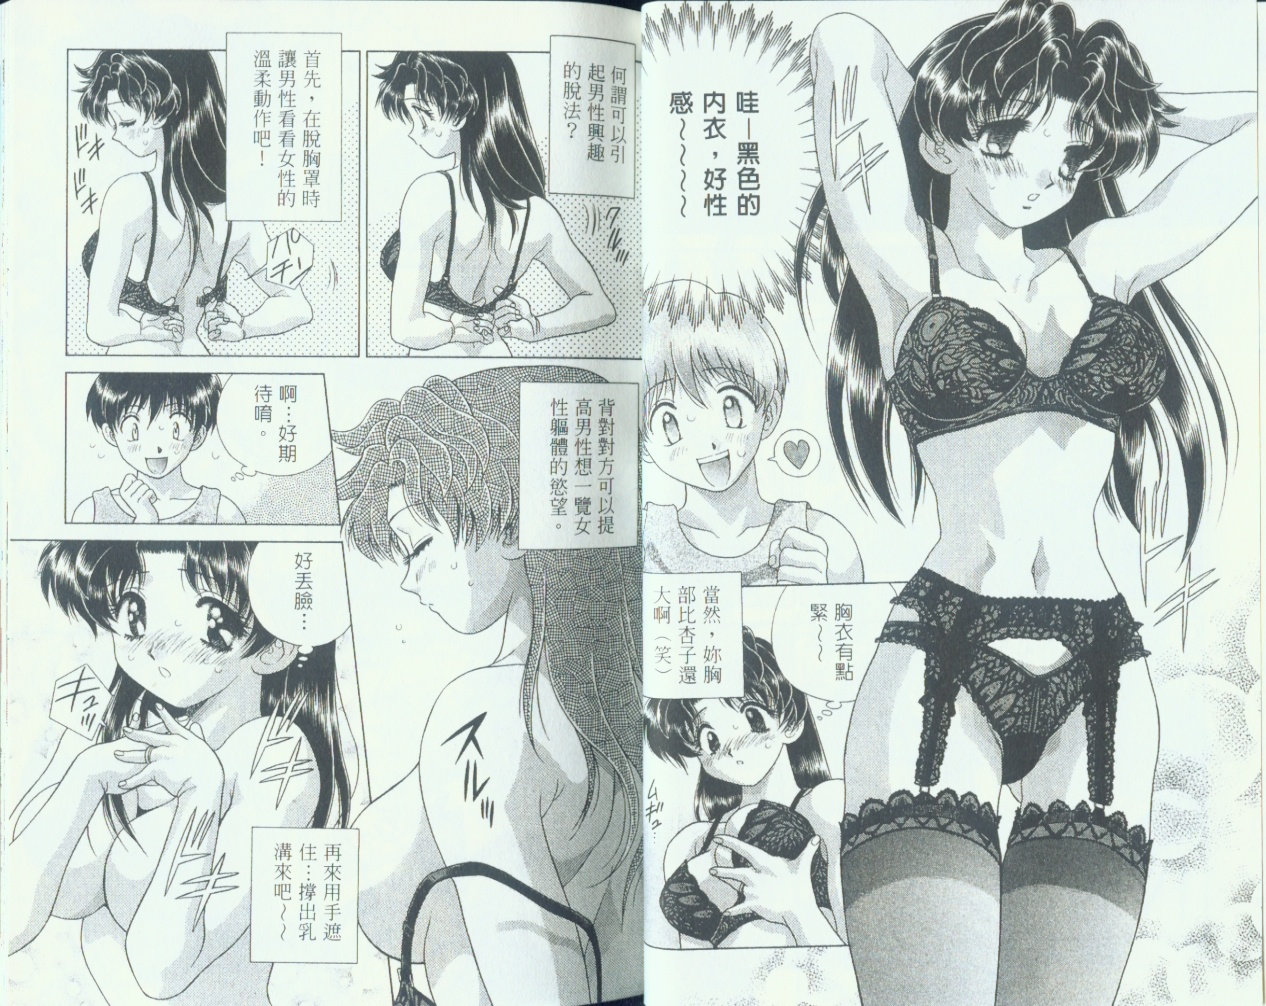 哇—黑色的
內衣，好性
感～～～～
胸衣有點
緊～
當然，妳胸
部比杏子還
大啊（笑）
ムギュ
何謂可以引
起男性興趣
的脫法？
首先，在脫胸罩時
讓男性看看女性的
溫柔動作吧！
ドキ
ドキ
パチン
啊…好期
待唷。
背對對方可以提
高男性想一覽女
性軀體的慾望。
スル
好丟臉…
キュッ
ドキ
ドキ
再來用手遮
住…撐出乳
溝來吧～～